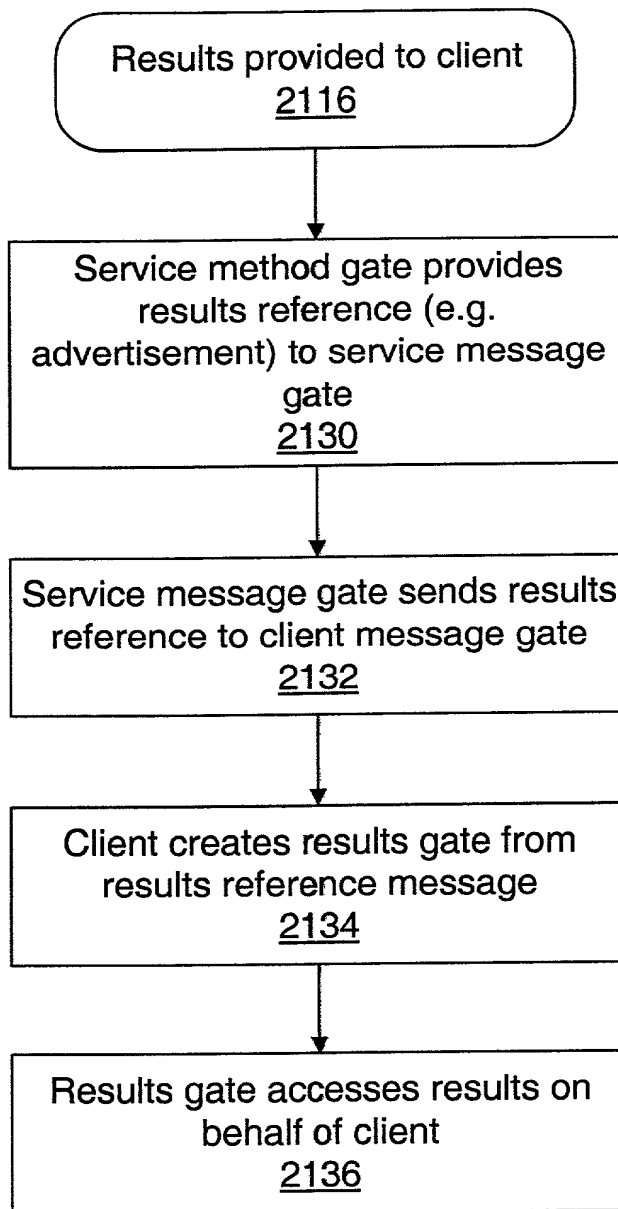 Results provided to client
2116
Service method gate provides
results reference (e.g.
advertisement) to service message
gate
2130
Service message gate sends results
reference to client message gate
2132
Client creates results gate from
results reference message
2134
Results gate accesses results on
behalf of client
2136